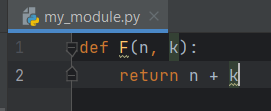 my_module.py
1 def F(n, k):
2 return n + k